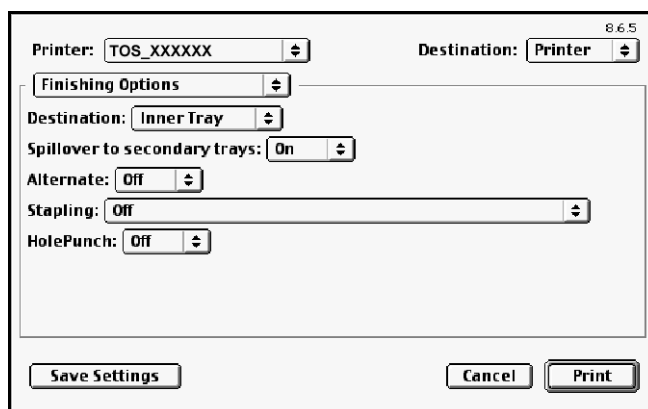 8.6.5
Printer: TOS_XXXXXX Destination: Printer
Finishing Options
Destination: Inner Tray
Spillover to secondary trays: On
Alternate: Off
Stapling: Off
HolePunch: Off
Save Settings Cancel Print